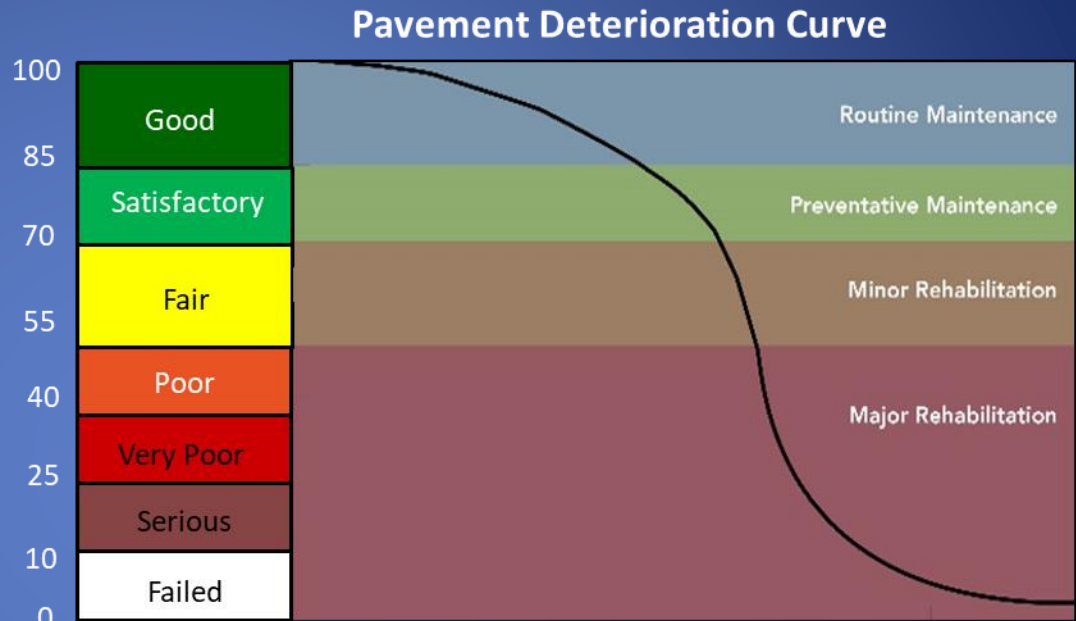 Pavement Deterioration Curve
100
Good
Routine Maintenance
85
Satisfactory
Preventative Maintenance
70
Fair
Minor Rehabilitation
55
Poor
40
Major Rehabilitation
Very Poor
25
Serious
10
Failed
0